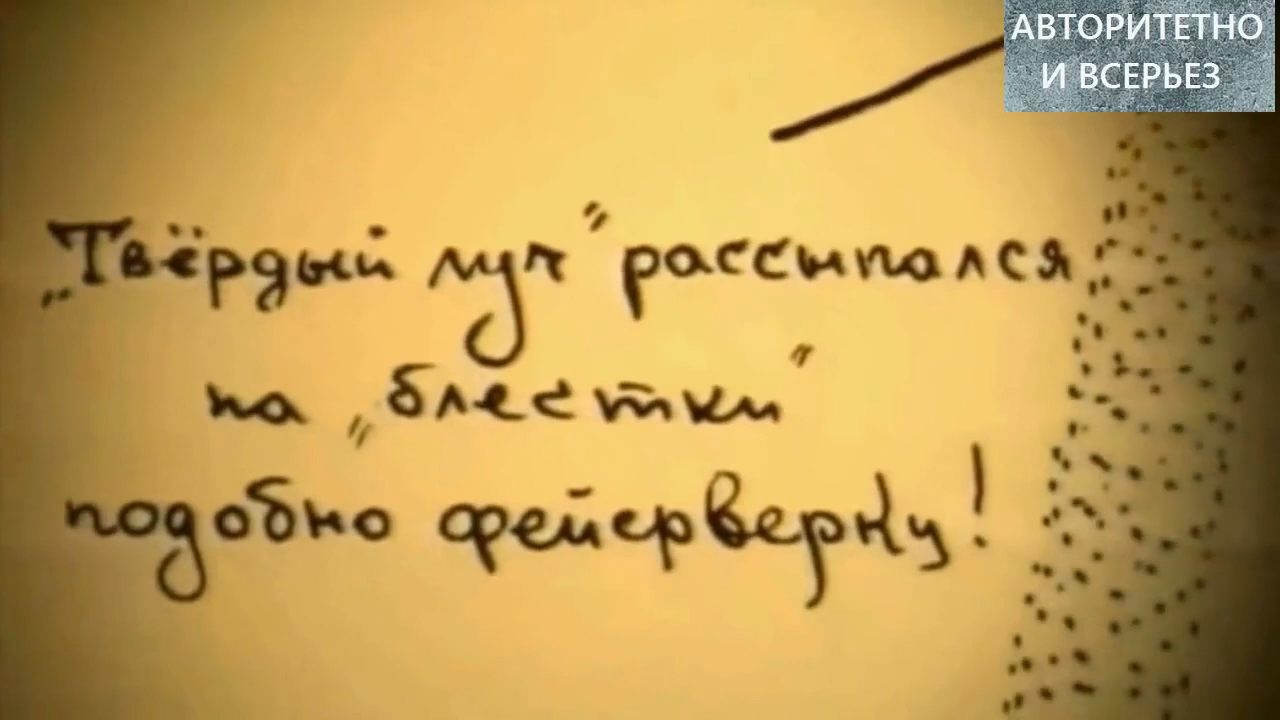 АВТОРИТЕТНО
И ВСЕРЬЕЗ
„Твёрдый луч" рассыпался
на „блестки"
подобно фейерверку!